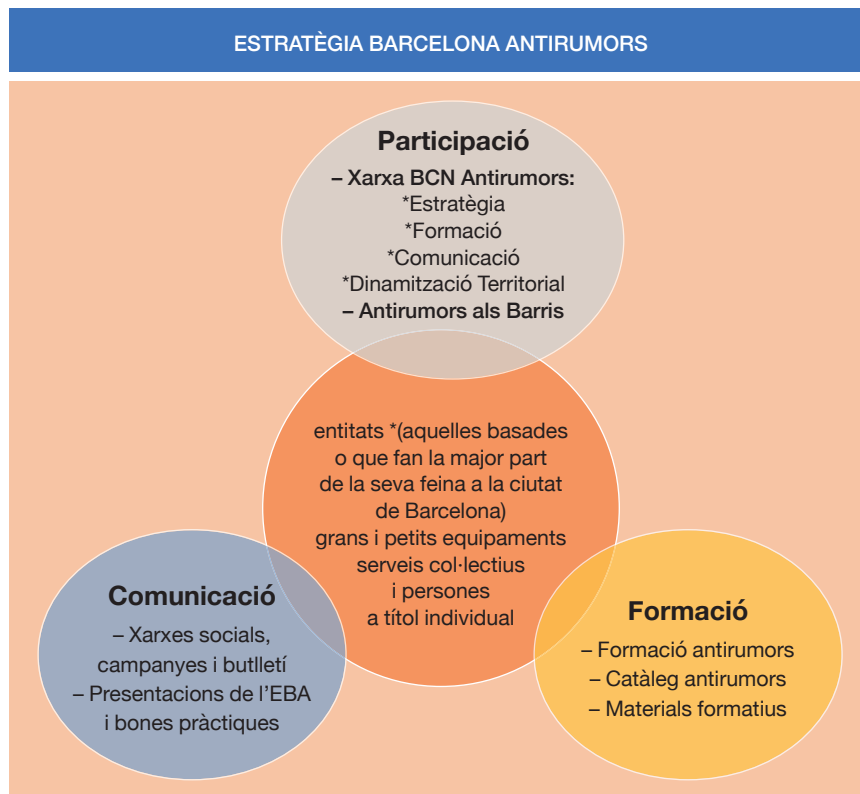 ESTRATÈGIA BARCELONA ANTIRUMORS
Participació
– Xarxa BCN Antirumors:
*Estratègia
*Formació
*Comunicació
*Dinamització Territorial
– Antirumors als Barris
entitats *(aquelles basades
o que fan la major part
de la seva feina a la ciutat
de Barcelona)
grans i petits equipaments
serveis col·lectius
i persones
a títol individual
Comunicació
– Xarxes socials,
campanyes i butlletí
– Presentacions de l’EBA
i bones pràctiques
Formació
– Formació antirumors
– Catàleg antirumors
– Materials formatius